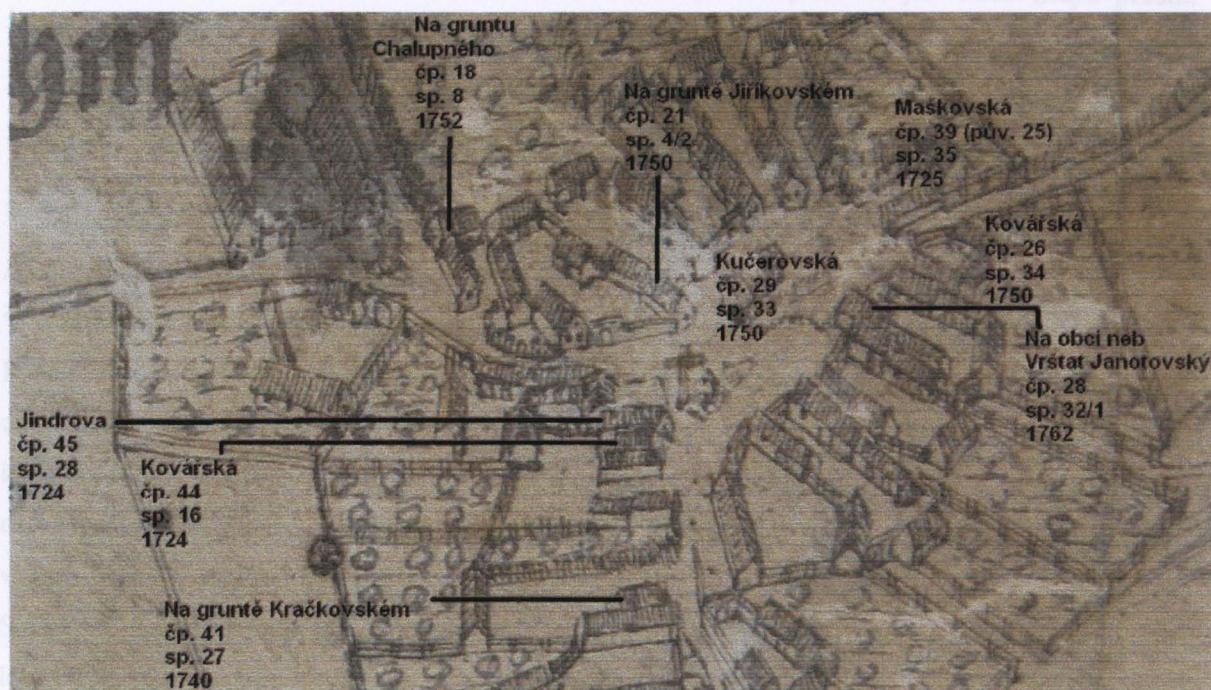 hm
Na gruntu
Chalupného
čp. 18
sp. 8
1752
Na gruntě Jiříkovském
čp. 21
sp. 4/2
1750
Maškovská
čp. 39 (pův. 25)
sp. 35
1725
Kovářská
čp. 26
sp. 34
1750
Kučerovská
čp. 29
sp. 33
1750
Na obci neb
Vrštat Janotovský
čp. 28
sp. 32/1
1762
Jindrova
čp. 45
sp. 28
1724
Kovářská
čp. 44
sp. 16
1724
Na gruntě Kračkovském
čp. 41
sp. 27
1740